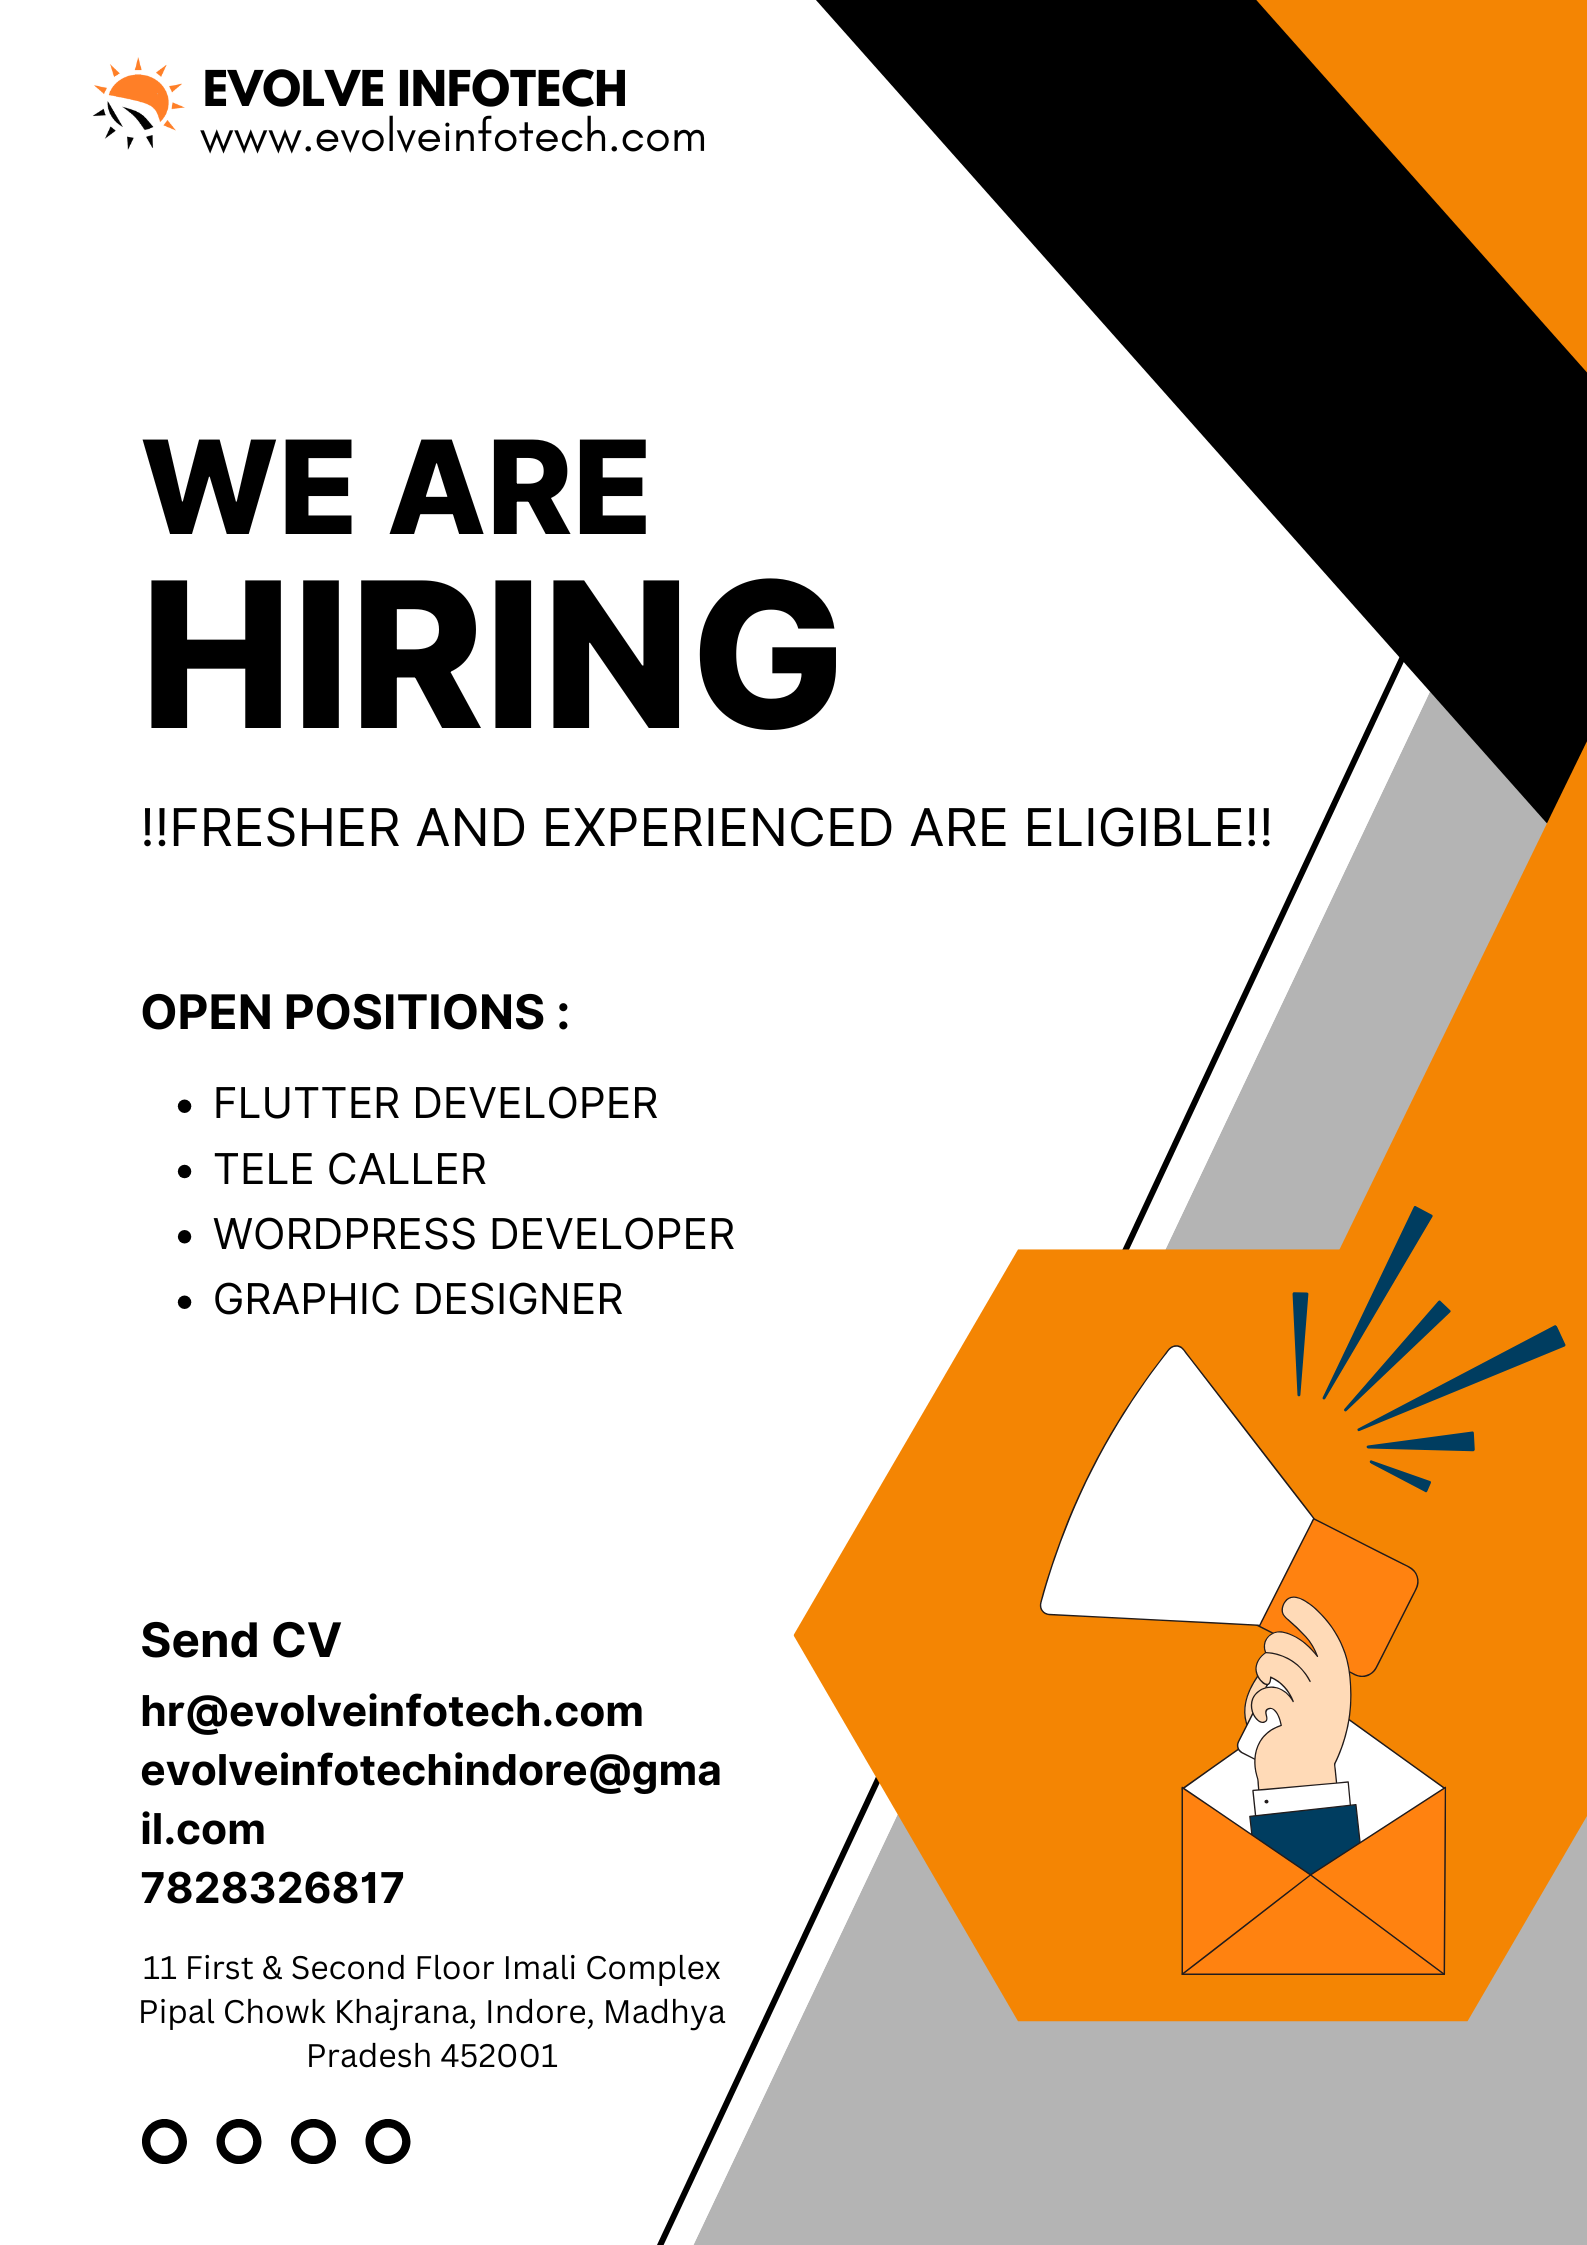 EVOLVE INFOTECH
www.evolveinfotech.com
WE ARE
HIRING
!!FRESHER AND EXPERIENCED ARE ELIGIBLE!!
OPEN POSITIONS :
• FLUTTER DEVELOPER
• TELE CALLER
• WORDPRESS DEVELOPER
• GRAPHIC DESIGNER
Send CV
hr@evolveinfotech.com
evolveinfotechindore@gma
il.com
7828326817
11 First & Second Floor Imali Complex
Pipal Chowk Khajrana, Indore, Madhya
Pradesh 452001